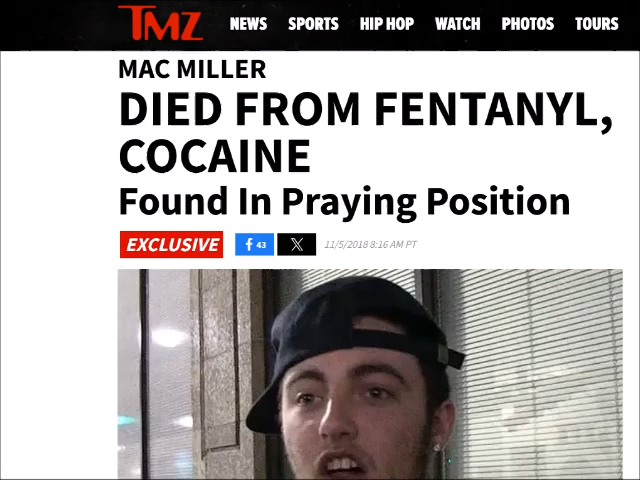 TMZ NEWS SPORTS HIP HOP WATCH PHOTOS TOURS
MAC MILLER
DIED FROM FENTANYL,
COCAINE
Found In Praying Position
EXCLUSIVE f 43 X 11/5/2018 8:16 AM PT